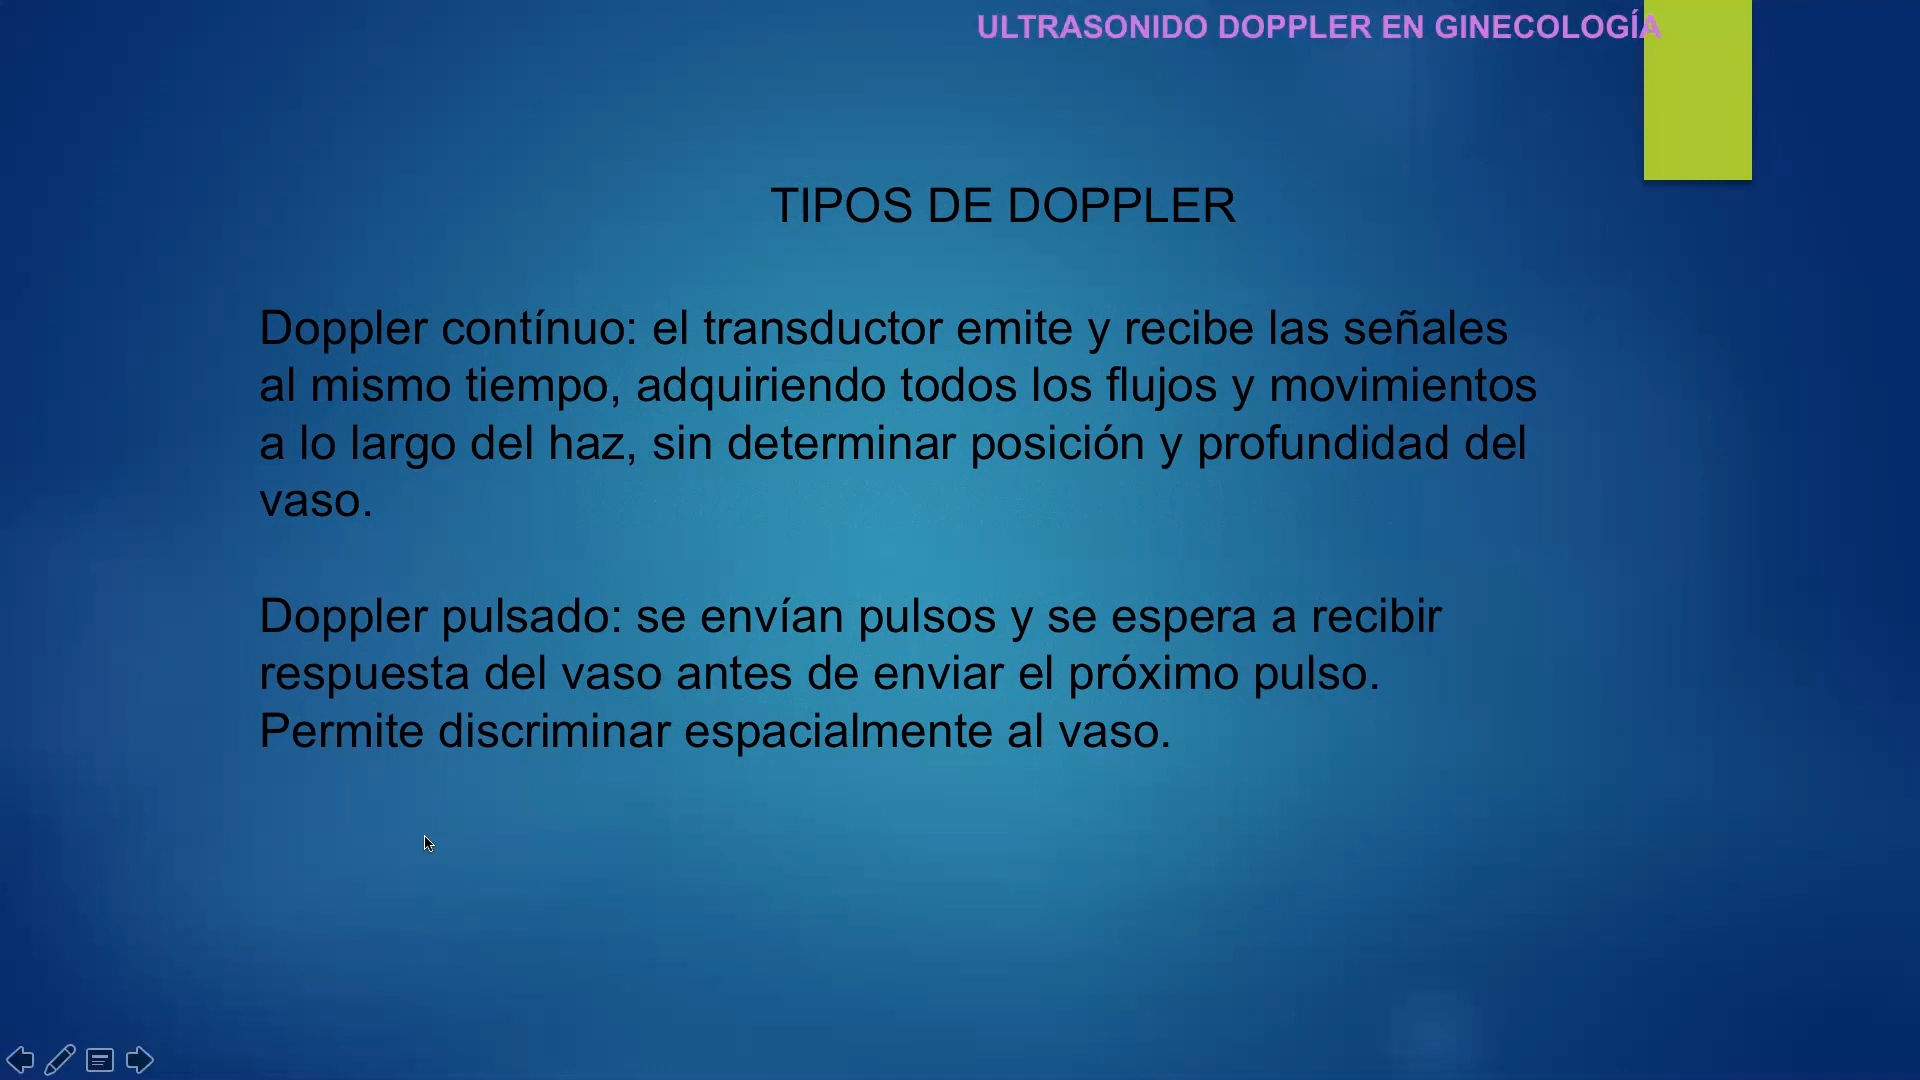 ULTRASONIDO DOPPLER EN GINECOLOGÍA
TIPOS DE DOPPLER
Doppler contínuo: el transductor emite y recibe las señales
al mismo tiempo, adquiriendo todos los flujos y movimientos
a lo largo del haz, sin determinar posición y profundidad del
vaso.
Doppler pulsado: se envían pulsos y se espera a recibir
respuesta del vaso antes de enviar el próximo pulso.
Permite discriminar espacialmente al vaso.